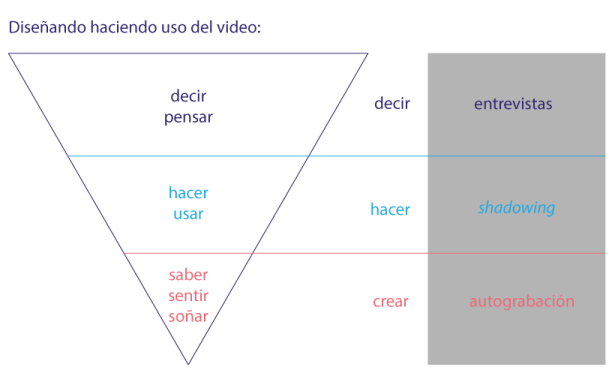 Diseñando haciendo uso del video:
decir
pensar
decir
entrevistas
hacer
usar
hacer
shadowing
saber
sentir
soñar
crear
autograbación